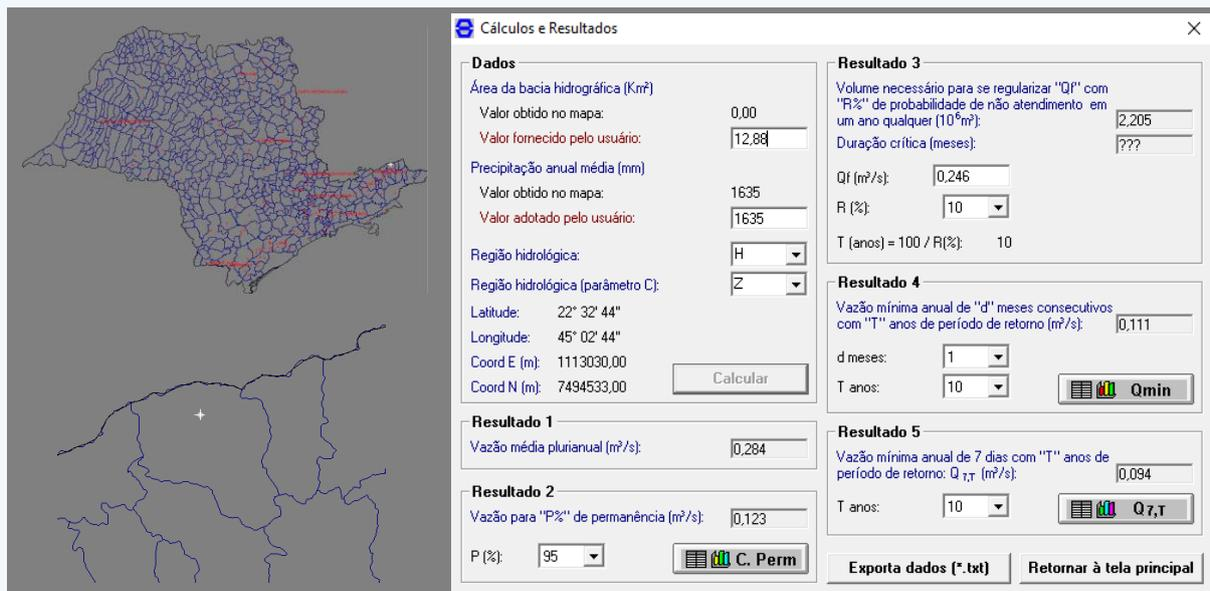 Cálculos e Resultados
Dados
Área da bacia hidrográfica (Km²)
Valor obtido no mapa: 0,00
Valor fornecido pelo usuário: 12,88
Precipitação anual média (mm)
Valor obtido no mapa: 1635
Valor adotado pelo usuário: 1635
Região hidrológica: H
Região hidrológica (parâmetro C): Z
Latitude: 22° 32' 44"
Longitude: 45° 02' 44"
Coord E (m): 1113030,00
Coord N (m): 7494533,00
Calcular
Resultado 1
Vazão média plurianual (m³/s): 0,284
Resultado 2
Vazão para "P%" de permanência (m³/s): 0,123
P (%): 95
C. Perm
Resultado 3
Volume necessário para se regularizar "Qf" com
"R%" de probabilidade de não atendimento em
um ano qualquer (10⁶m³): 2,205
Duração crítica (meses): ???
Qf (m³/s): 0,246
R (%): 10
T (anos) = 100 / R(%): 10
Resultado 4
Vazão mínima anual de "d" meses consecutivos
com "T" anos de período de retorno (m³/s): 0,111
d meses: 1
T anos: 10
Qmin
Resultado 5
Vazão mínima anual de 7 dias com "T" anos de
período de retorno: Q 7,T (m³/s): 0,094
T anos: 10
Q 7,T
Exporta dados (*.txt)
Retornar à tela principal